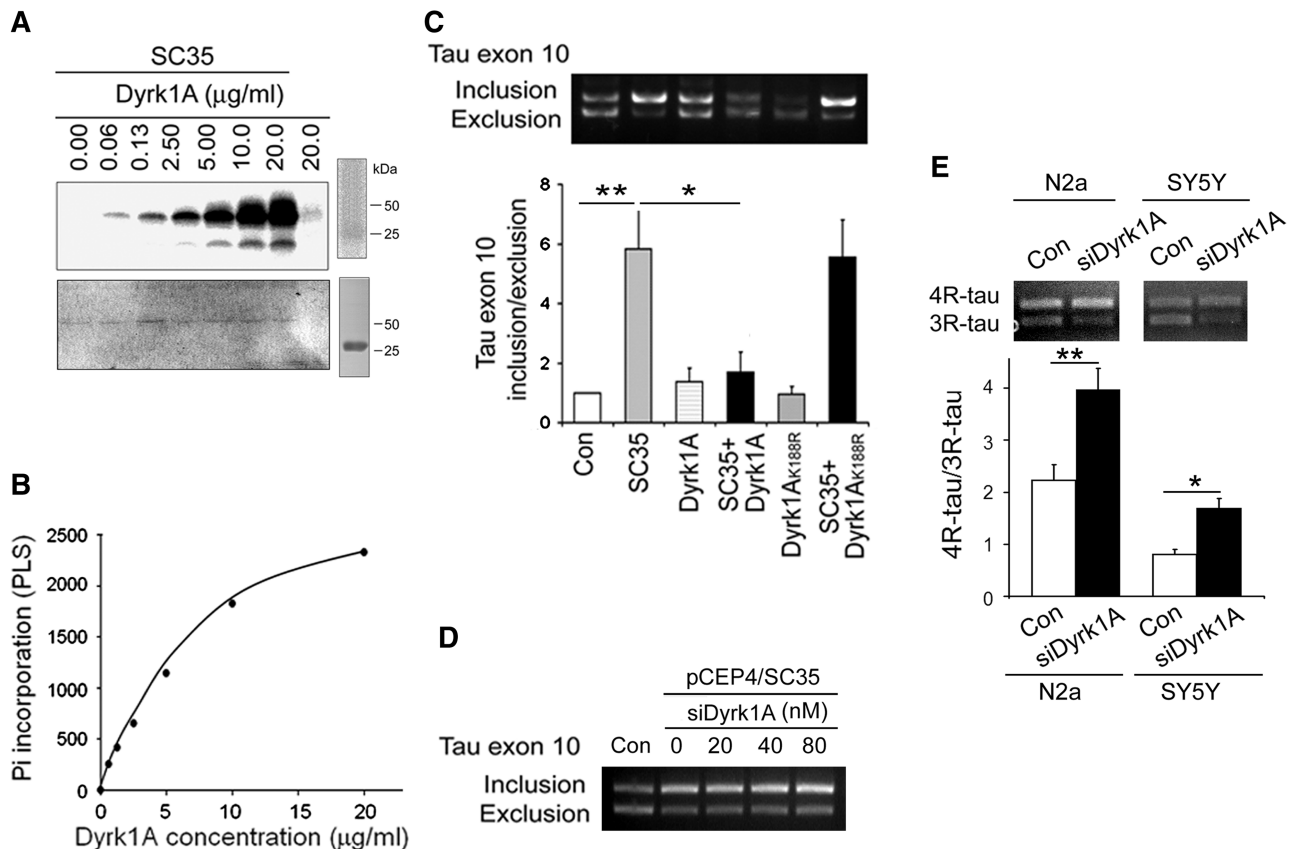 A
SC35
Dyrk1A (μg/ml)
0.00 0.06 0.13 2.50 5.00 10.0 20.0 20.0
kDa
50
25
50
25
B
Pi incorporation (PLS)
2500
2000
1500
1000
500
0
0 5 10 20
Dyrk1A concentration (μg/ml)
C
Tau exon 10
Inclusion
Exclusion
Tau exon 10
inclusion/exclusion
8
6
4
2
0
** *
Con
SC35
Dyrk1A
SC35+
Dyrk1A
Dyrk1AK188R
SC35+
Dyrk1AK188R
D
pCEP4/SC35
siDyrk1A (nM)
Tau exon 10 Con 0 20 40 80
Inclusion
Exclusion
E
N2a SY5Y
Con siDyrk1A Con siDyrk1A
4R-tau
3R-tau
4R-tau/3R-tau
4
3
2
1
0
**
*
Con siDyrk1A Con siDyrk1A
N2a SY5Y